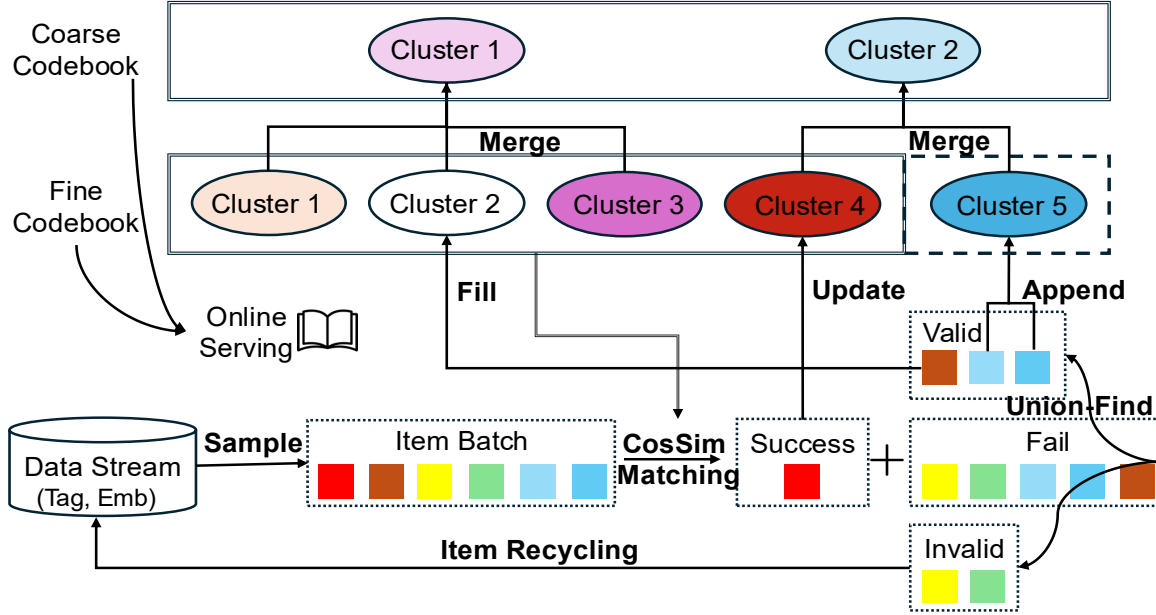 Coarse
Codebook
Cluster 1
Cluster 2
Merge
Merge
Fine
Codebook
Cluster 1
Cluster 2
Cluster 3
Cluster 4
Cluster 5
Fill
Update
Append
Online
Serving
Valid
Union-Find
Data Stream
(Tag, Emb)
Sample
Item Batch
CosSim
Matching
Success
+
Fail
Item Recycling
Invalid